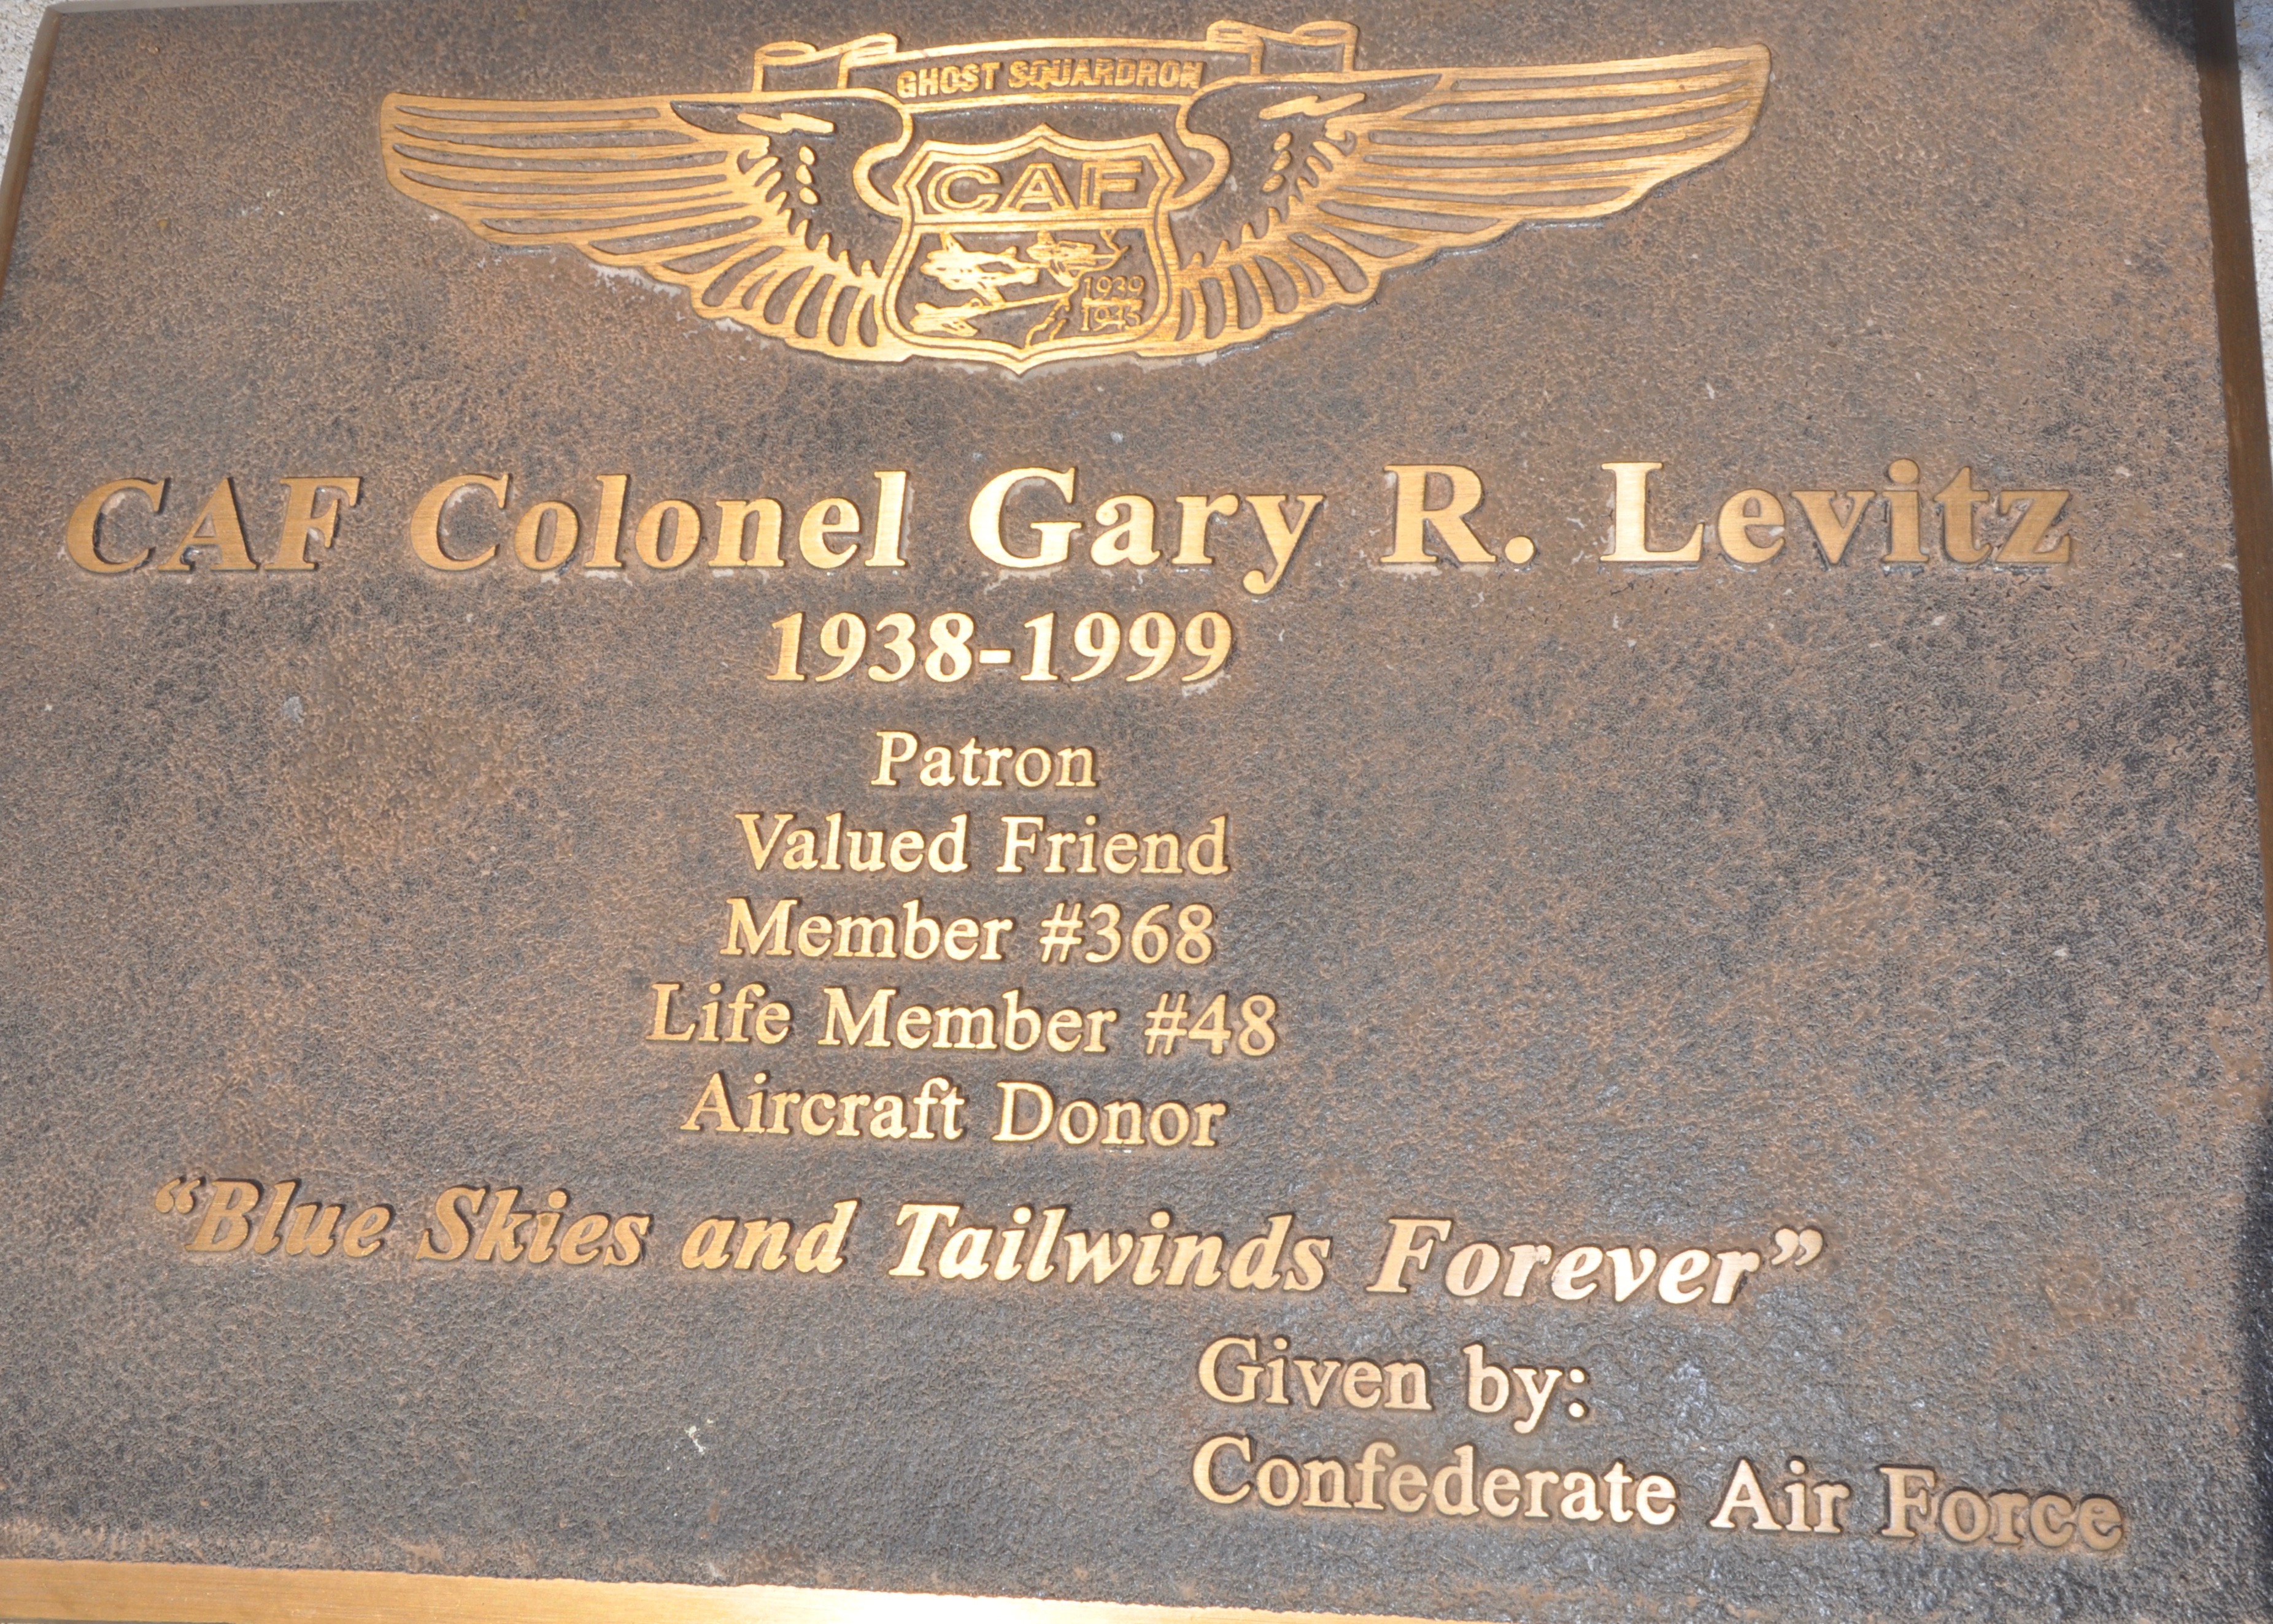 GHOST SQUARDRON
CAF
1939
1945
CAF Colonel Gary R. Levitz
1938-1999
Patron
Valued Friend
Member #368
Life Member #48
Aircraft Donor
“Blue Skies and Tailwinds Forever”
Given by:
Confederate Air Force